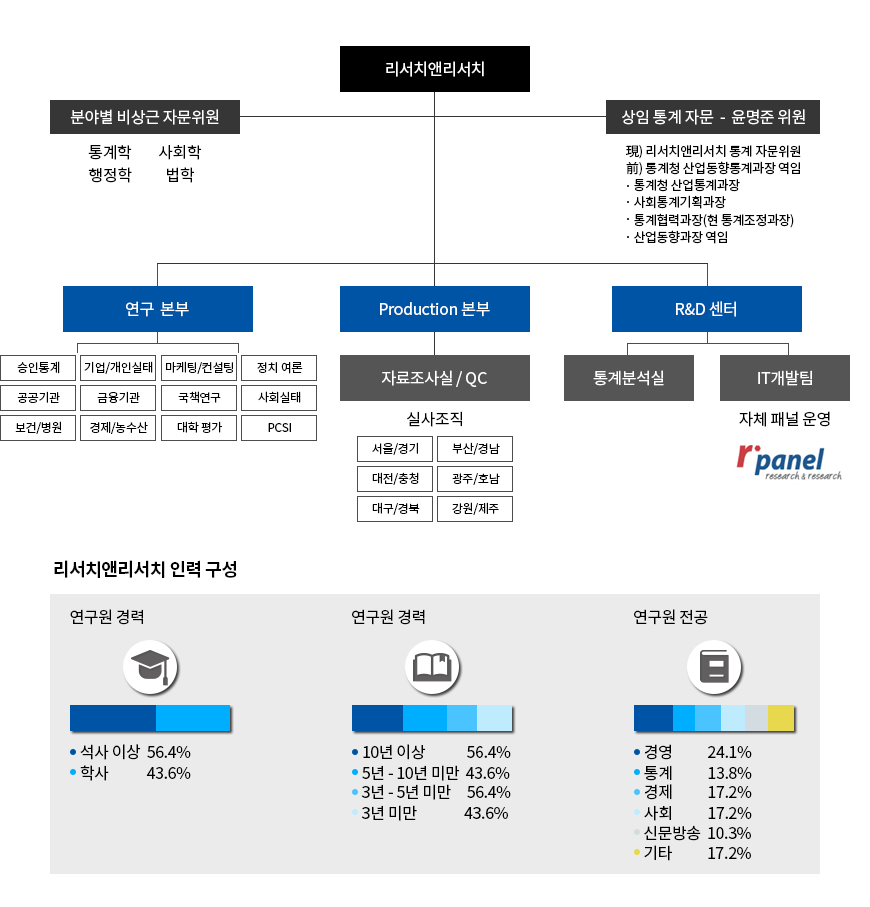 리서치앤리서치
분야별 비상근 자문위원
통계학 사회학
행정학 법학
상임 통계 자문 - 윤명준 위원
現) 리서치앤리서치 통계 자문위원
前) 통계청 산업동향통계과장 역임
· 통계청 산업통계과장
· 사회통계기획과장
· 통계협력과장(현 통계조정과장)
· 산업동향과장 역임
연구 본부
승인통계 기업/개인실태 마케팅/컨설팅 정치 여론
공공기관 금융기관 국책연구 사회실태
보건/병원 경제/농수산 대학 평가 PCSI
Production 본부
자료조사실 / QC
실사조직
서울/경기 부산/경남
대전/충청 광주/호남
대구/경북 강원/제주
R&D 센터
통계분석실 IT개발팀
자체 패널 운영
r·panel
research & research
리서치앤리서치 인력 구성
연구원 경력
석사 이상 56.4%
학사 43.6%
연구원 경력
10년 이상 56.4%
5년 - 10년 미만 43.6%
3년 - 5년 미만 56.4%
3년 미만 43.6%
연구원 전공
경영 24.1%
통계 13.8%
경제 17.2%
사회 17.2%
신문방송 10.3%
기타 17.2%